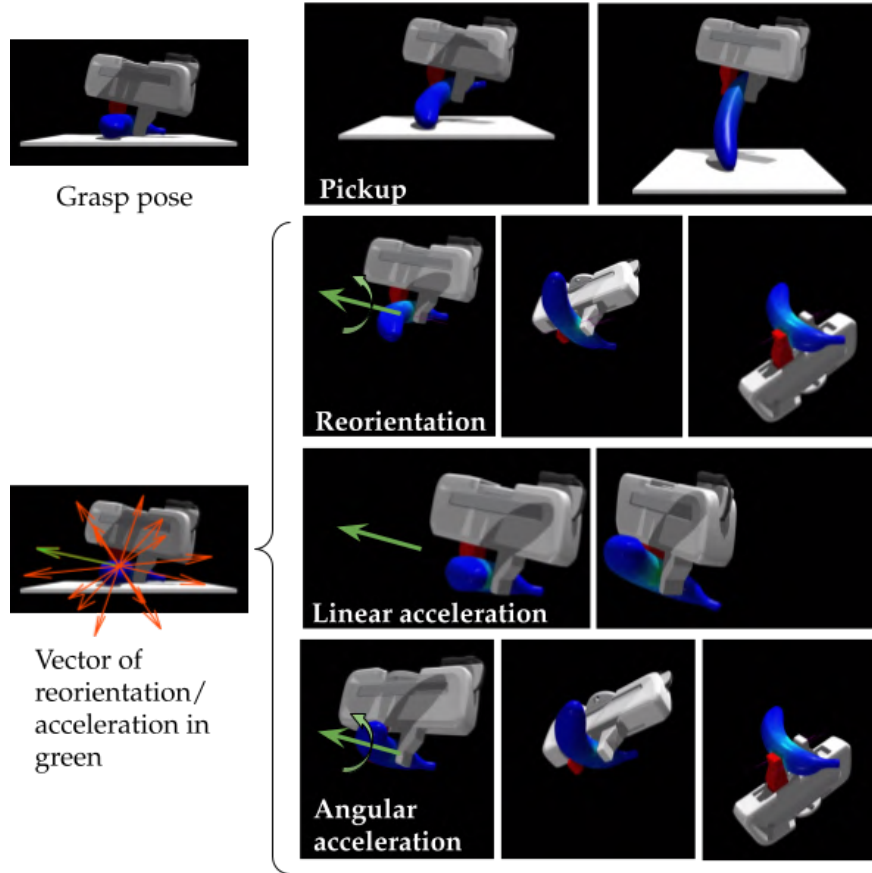 Grasp pose
Pickup
Reorientation
Linear acceleration
Vector of
reorientation/
acceleration in
green
Angular
acceleration